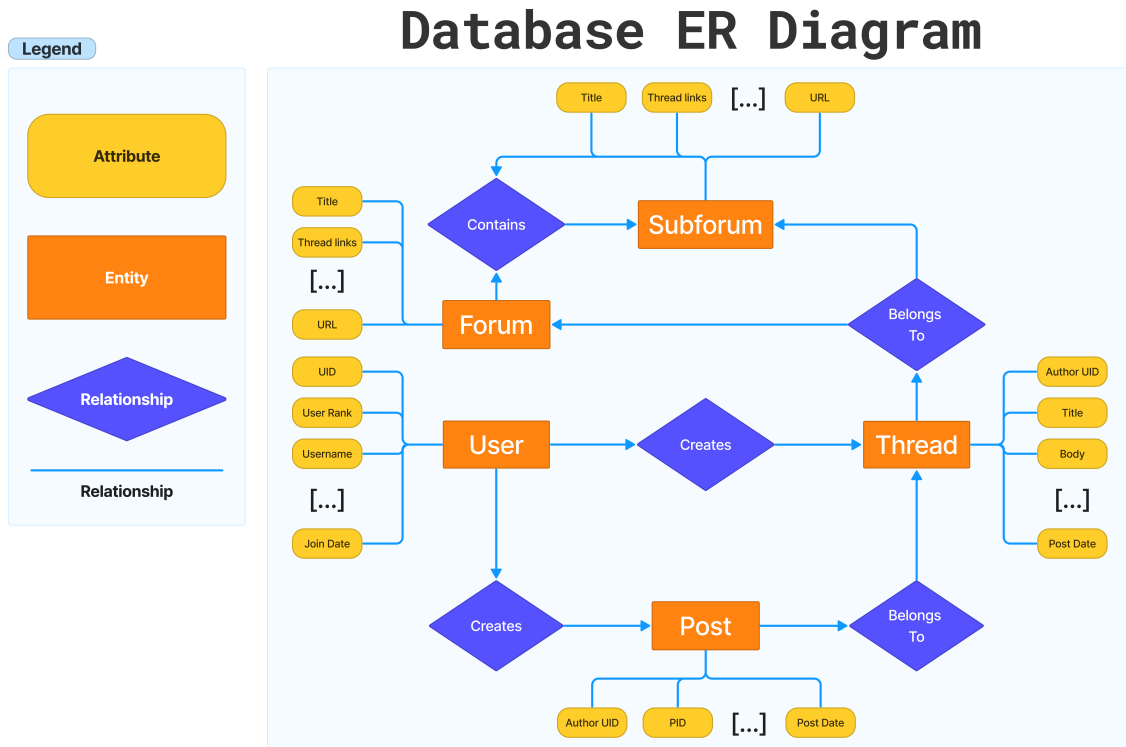 Database ER Diagram
Legend
Attribute
Entity
Relationship
Relationship
Title
Thread links
[...]
URL
Title
Thread links
[...]
URL
Contains
Subforum
Forum
Belongs
To
UID
User Rank
Username
[...]
Join Date
User
Creates
Thread
Author UID
Title
Body
[...]
Post Date
Creates
Post
Belongs
To
Author UID
PID
[...]
Post Date